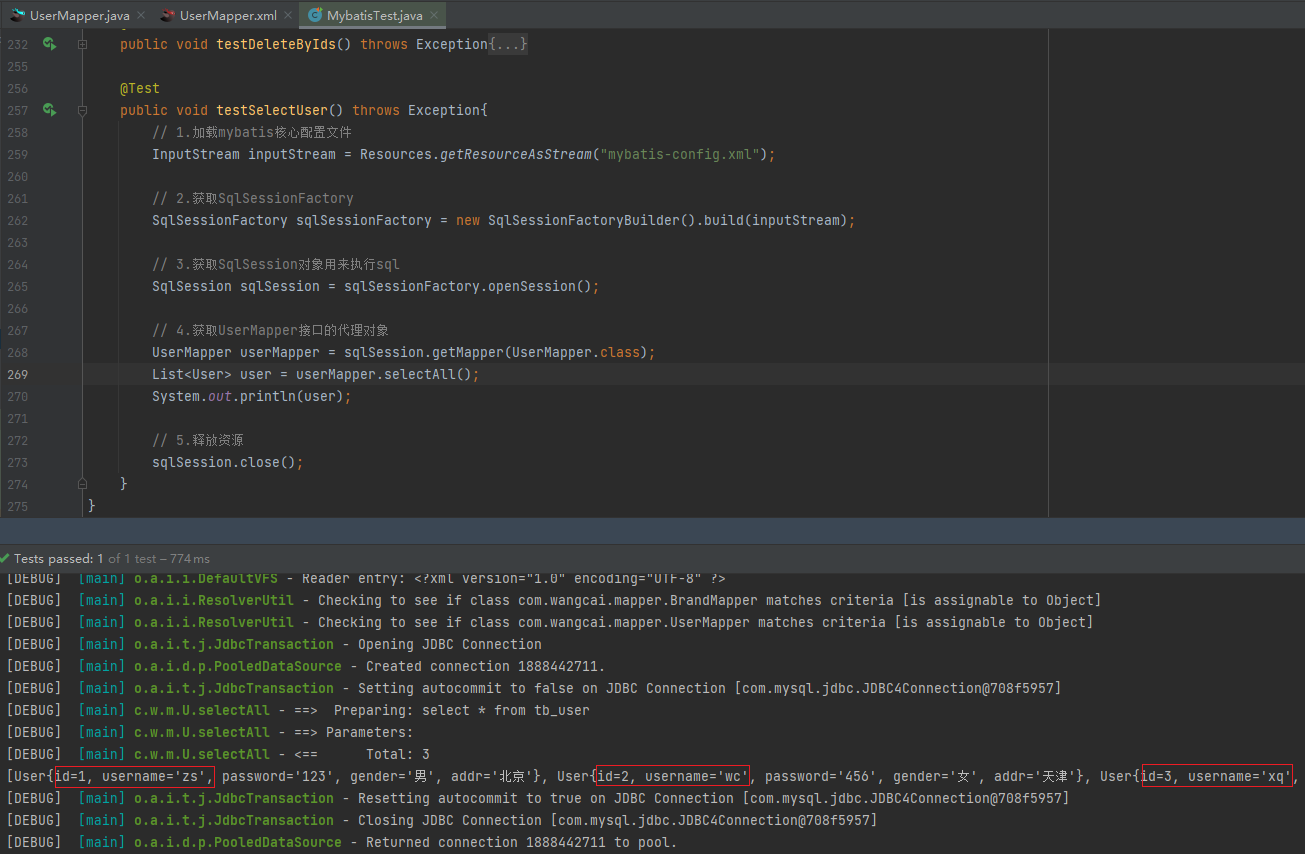 UserMapper.java × UserMapper.xml × MybatisTest.java ×
232 public void testDeleteByIds() throws Exception{...}
255
256 @Test
257 public void testSelectUser() throws Exception{
258 // 1.加载mybatis核心配置文件
259 InputStream inputStream = Resources.getResourceAsStream("mybatis-config.xml");
260
261 // 2.获取SqlSessionFactory
262 SqlSessionFactory sqlSessionFactory = new SqlSessionFactoryBuilder().build(inputStream);
263
264 // 3.获取SqlSession对象用来执行sql
265 SqlSession sqlSession = sqlSessionFactory.openSession();
266
267 // 4.获取UserMapper接口的代理对象
268 UserMapper userMapper = sqlSession.getMapper(UserMapper.class);
269 List<User> user = userMapper.selectAll();
270 System.out.println(user);
271
272 // 5.释放资源
273 sqlSession.close();
274 }
275 }
Tests passed: 1 of 1 test – 774 ms
[DEBUG] [main] o.a.i.i.DefaultVFS - Reader entry: <?xml version="1.0" encoding="UTF-8" ?>
[DEBUG] [main] o.a.i.i.ResolverUtil - Checking to see if class com.wangcai.mapper.BrandMapper matches criteria [is assignable to Object]
[DEBUG] [main] o.a.i.i.ResolverUtil - Checking to see if class com.wangcai.mapper.UserMapper matches criteria [is assignable to Object]
[DEBUG] [main] o.a.i.t.j.JdbcTransaction - Opening JDBC Connection
[DEBUG] [main] o.a.i.d.p.PooledDataSource - Created connection 1888442711.
[DEBUG] [main] o.a.i.t.j.JdbcTransaction - Setting autocommit to false on JDBC Connection [com.mysql.jdbc.JDBC4Connection@708f5957]
[DEBUG] [main] c.w.m.U.selectAll - ==>  Preparing: select * from tb_user
[DEBUG] [main] c.w.m.U.selectAll - ==> Parameters:
[DEBUG] [main] c.w.m.U.selectAll - <==      Total: 3
[User{id=1, username='zs', password='123', gender='男', addr='北京'}, User{id=2, username='wc', password='456', gender='女', addr='天津'}, User{id=3, username='xq',
[DEBUG] [main] o.a.i.t.j.JdbcTransaction - Resetting autocommit to true on JDBC Connection [com.mysql.jdbc.JDBC4Connection@708f5957]
[DEBUG] [main] o.a.i.t.j.JdbcTransaction - Closing JDBC Connection [com.mysql.jdbc.JDBC4Connection@708f5957]
[DEBUG] [main] o.a.i.d.p.PooledDataSource - Returned connection 1888442711 to pool.